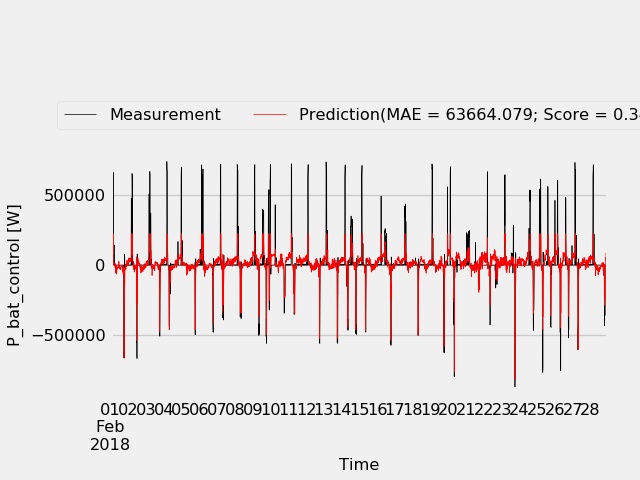 Measurement
Prediction(MAE = 63664.079; Score = 0.3
500000
0
−500000
P_bat_control [W]
01020304050607080910111213141516171819202122232425262728
Feb
2018
Time